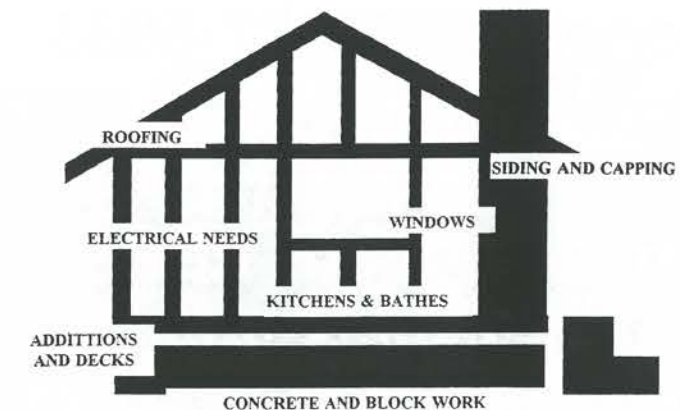 ROOFING
SIDING AND CAPPING
WINDOWS
ELECTRICAL NEEDS
KITCHENS & BATHES
ADDITTIONS
AND DECKS
CONCRETE AND BLOCK WORK